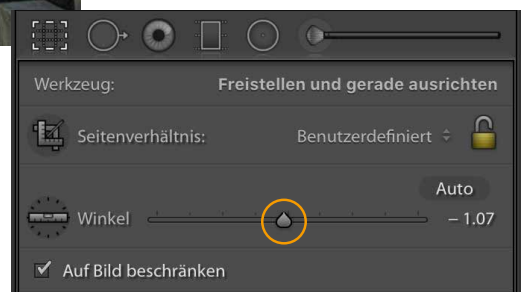 Werkzeug: Freistellen und gerade ausrichten
Seitenverhältnis: Benutzerdefiniert
Auto
Winkel – 1.07
Auf Bild beschränken